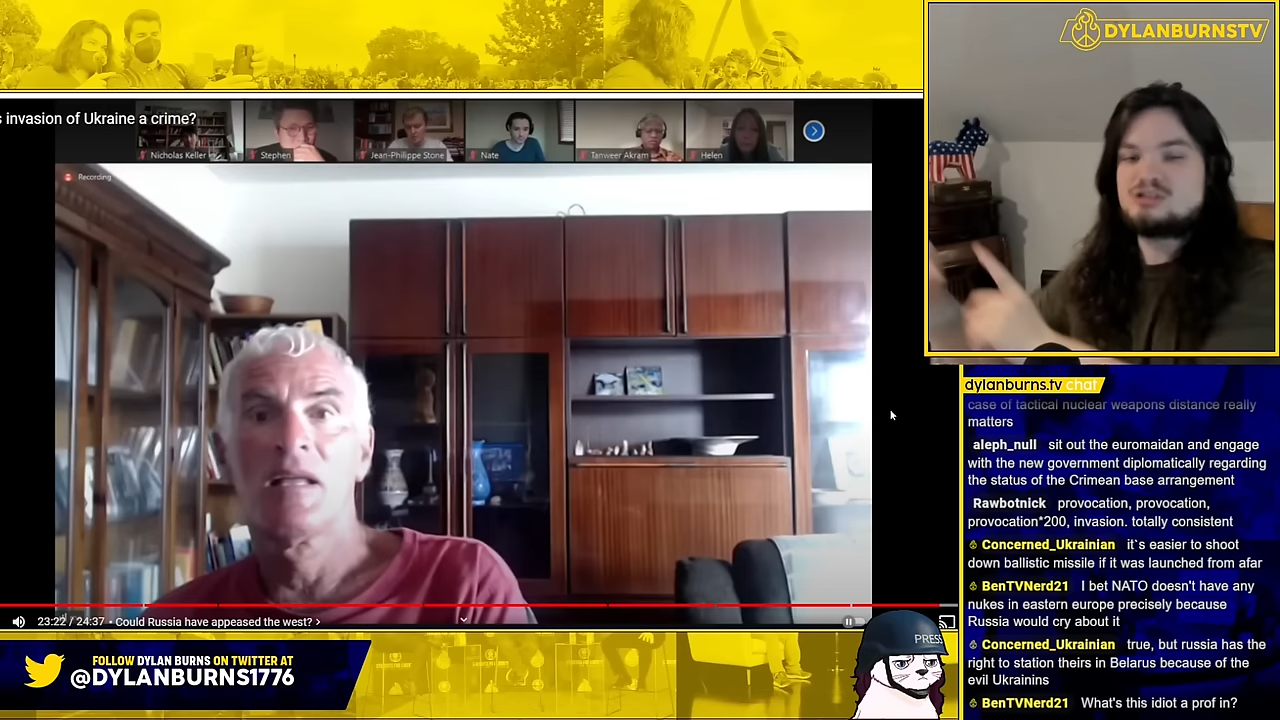 DYLANBURNSTV
s invasion of Ukraine a crime?
Nicholas Keller
Stephen
Jean-Philippe Stone
Nate
Tanweer Akram
Helen
Recording
dylanburns.tv chat
case of tactical nuclear weapons distance really
matters
aleph_null sit out the euromaidan and engage
with the new government diplomatically regarding
the status of the Crimean base arrangement
Rawbotnick provocation, provocation,
provocation*200, invasion. totally consistent
Concerned_Ukrainian it`s easier to shoot
down ballistic missile if it was launched from afar
BenTVNerd21 I bet NATO doesn't have any
nukes in eastern europe precisely because
Russia would cry about it
Concerned_Ukrainian true, but russia has the
right to station theirs in Belarus because of the
evil Ukrainins
BenTVNerd21 What's this idiot a prof in?
23:22 / 24:37 • Could Russia have appeased the west? >
PRESS
FOLLOW DYLAN BURNS ON TWITTER AT
@DYLANBURNS1776